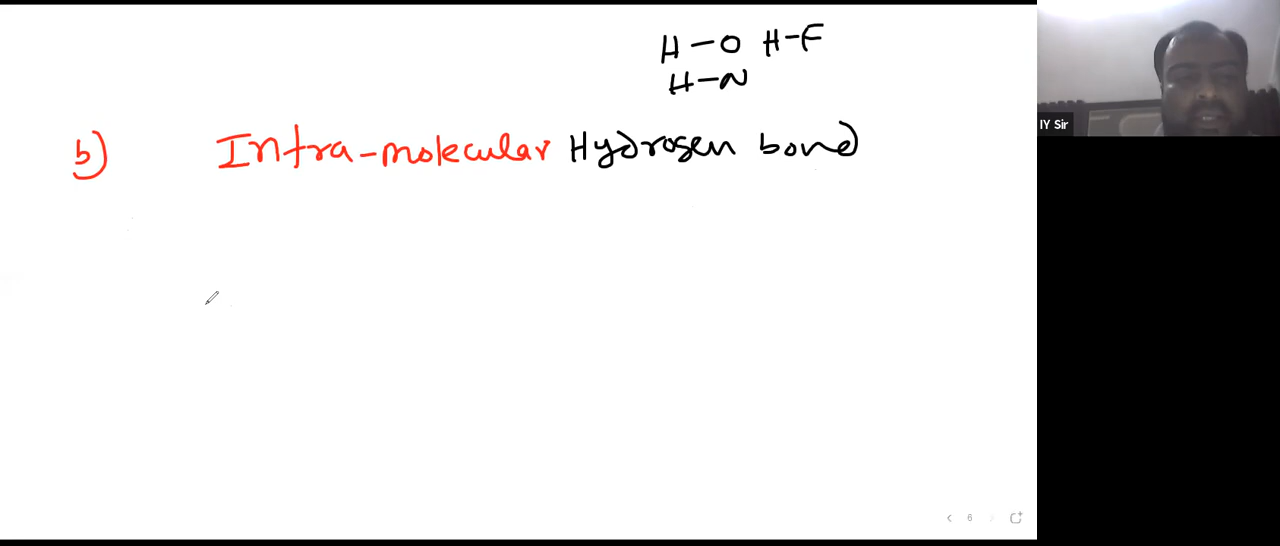 H-O H-F
H-N
b) Intra-molecular Hydrogen bond
IY Sir
6